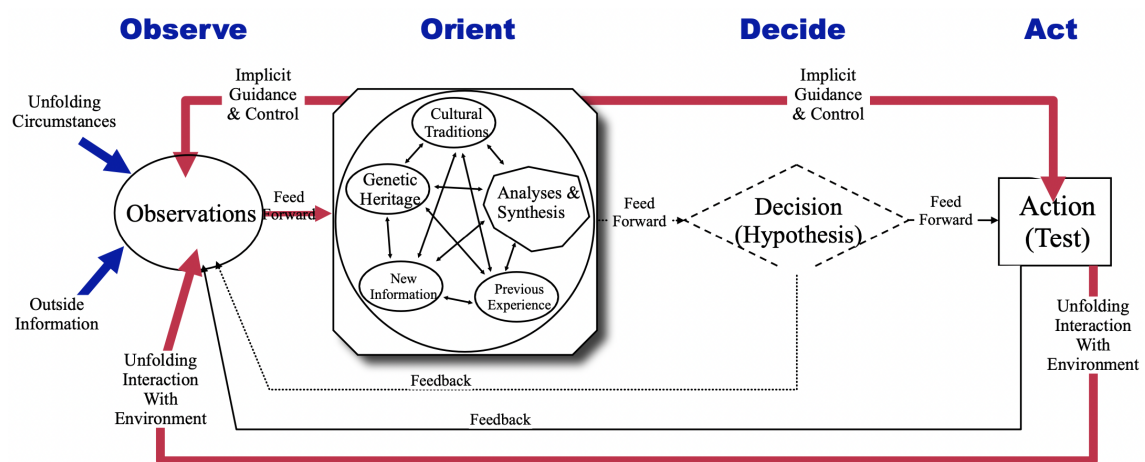 Observe
Orient
Decide
Act
Implicit
Guidance
& Control
Implicit
Guidance
& Control
Unfolding
Circumstances
Cultural
Traditions
Genetic
Heritage
Analyses &
Synthesis
New
Information
Previous
Experience
Observations
Feed
Forward
Feed
Forward
Decision
(Hypothesis)
Feed
Forward
Action
(Test)
Outside
Information
Unfolding
Interaction
With
Environment
Unfolding
Interaction
With
Environment
Feedback
Feedback